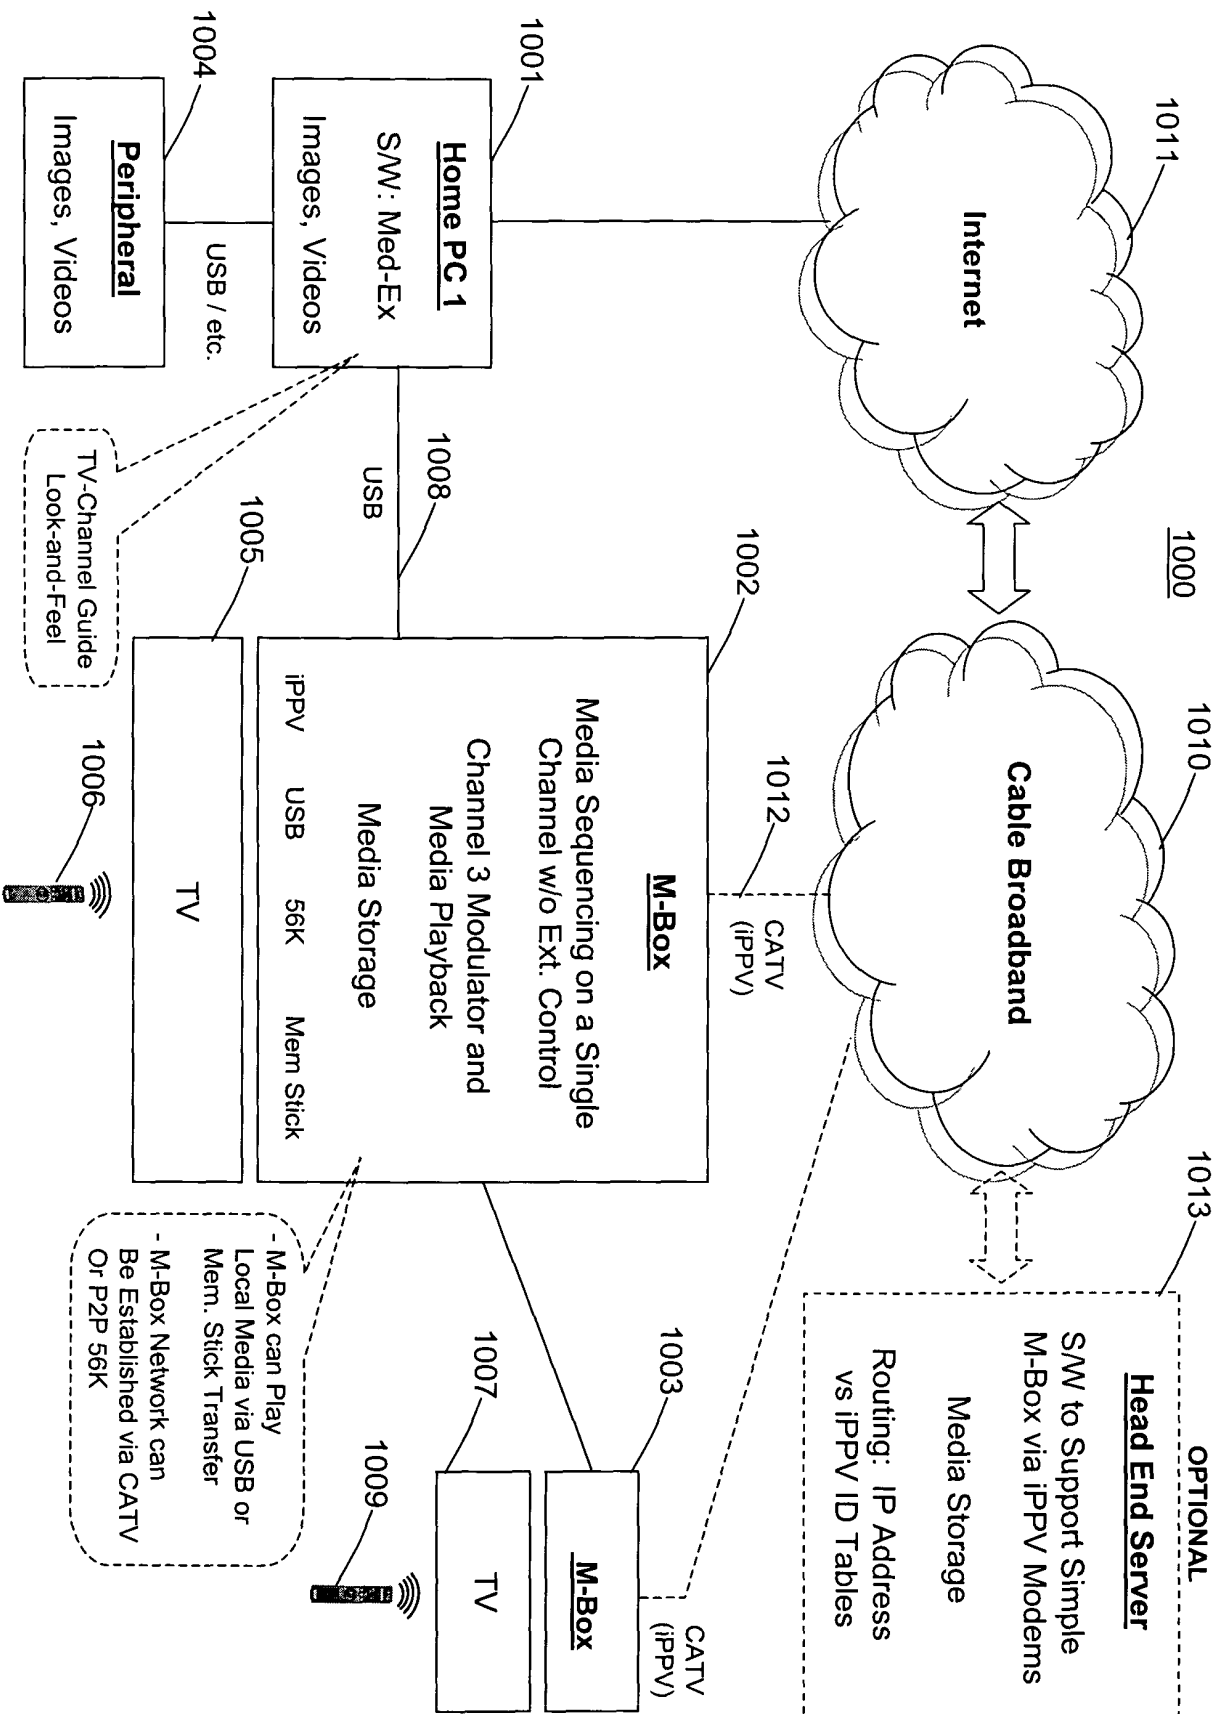 1000
1011
Internet
1010
Cable Broadband
OPTIONAL
1013
Head End Server
S/W to Support Simple
M-Box via iPPV Modems
Media Storage
Routing: IP Address
vs iPPV ID Tables
1001
Home PC 1
S/W: Med-Ex
Images, Videos
1008
USB
1002
1012
CATV
(iPPV)
M-Box
Media Sequencing on a Single
Channel w/o Ext. Control
Channel 3 Modulator and
Media Playback
Media Storage
iPPV
USB
56K
Mem Stick
1003
CATV
(iPPV)
M-Box
1004
USB / etc.
Peripheral
Images, Videos
TV-Channel Guide
Look-and-Feel
1005
TV
1006
- M-Box can Play
Local Media via USB or
Mem. Stick Transfer
- M-Box Network can
Be Established via CATV
Or P2P 56K
1007
TV
1009